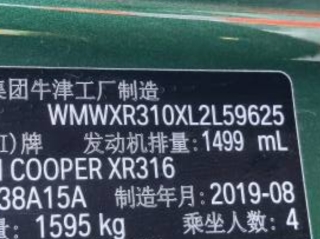 集团牛津工厂制造
WMWXR310XL2L59625
I)牌 发动机排量: 1499 mL
I COOPER XR316
38A15A 制造年月: 2019-08
量: 1595 kg 乘坐人数: 4